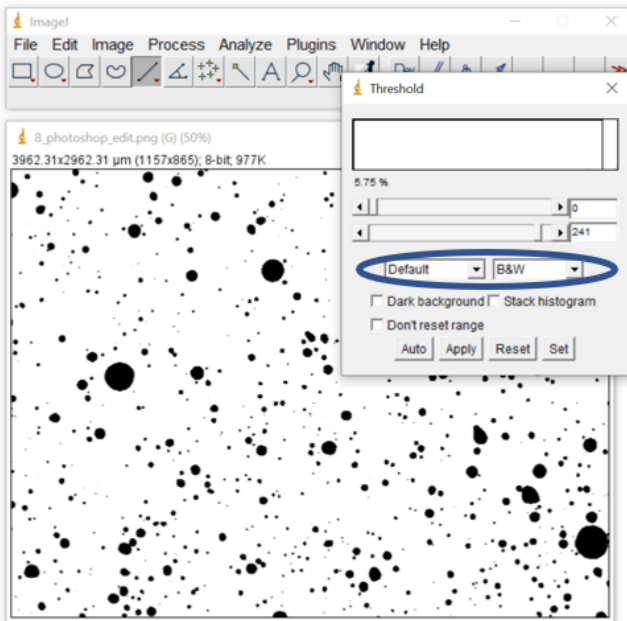 ImageJ
File Edit Image Process Analyze Plugins Window Help
A
Threshold
8_photoshop_edit.png (G) (50%)
3962.31x2962.31 µm (1157x865); 8-bit; 977K
5.75 %
0
241
Default B&W
Dark background Stack histogram
Don't reset range
Auto Apply Reset Set